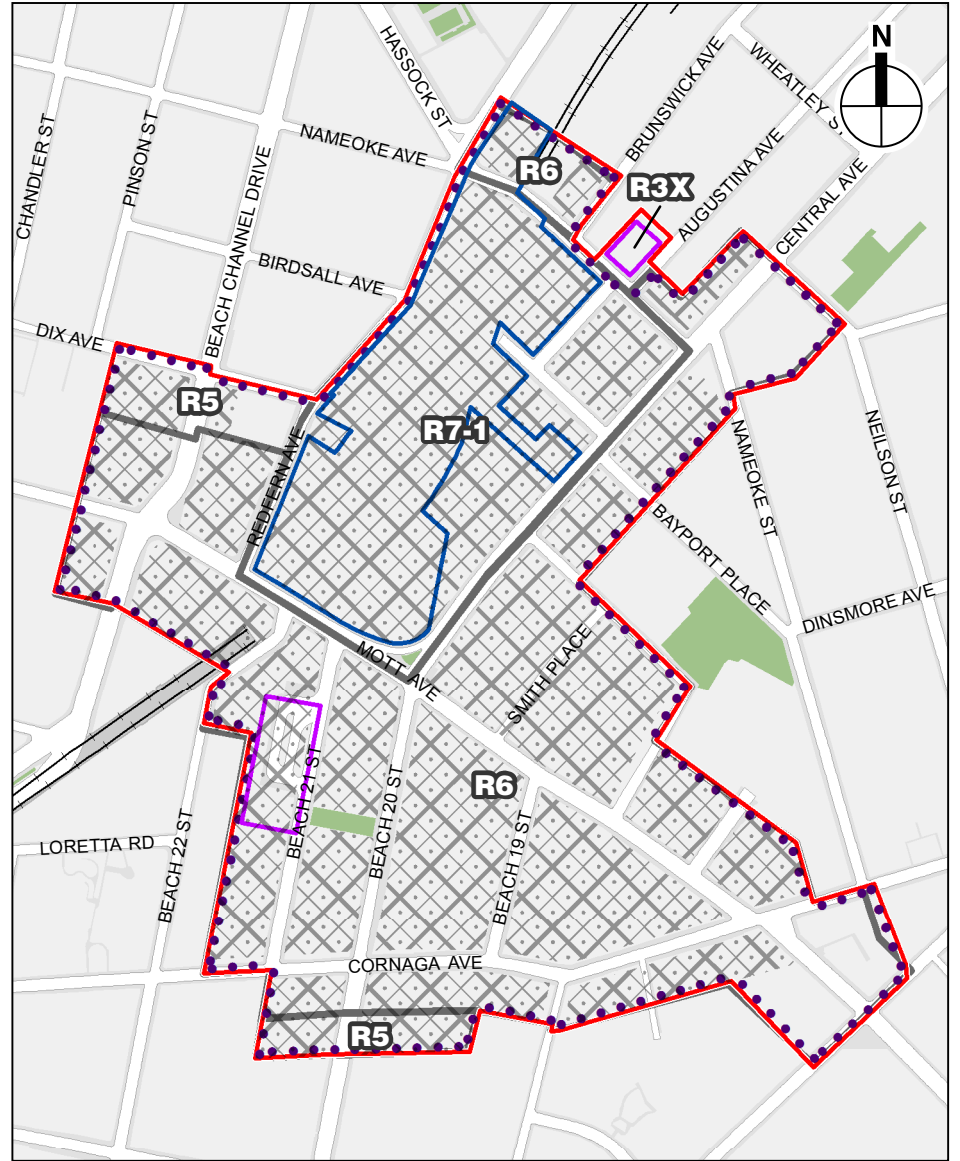 N
HASSOCK ST
BRUNSWICK AVE
WHEATLEY ST
CHANDLER ST
PINSON ST
NAMEOKE AVE
BEACH CHANNEL DRIVE
R6
R3X
AUGUSTINA AVE
CENTRAL AVE
BIRDSALL AVE
DIX AVE
R5
R7-1
REDFERN AVE
NAMEOKE ST
NEILSON ST
BAYPORT PLACE
DINSMORE AVE
MOTT AVE
SMITH PLACE
R6
BEACH 21 ST
BEACH 20 ST
BEACH 19 ST
LORETTA RD
BEACH 22 ST
CORNAGA AVE
R5